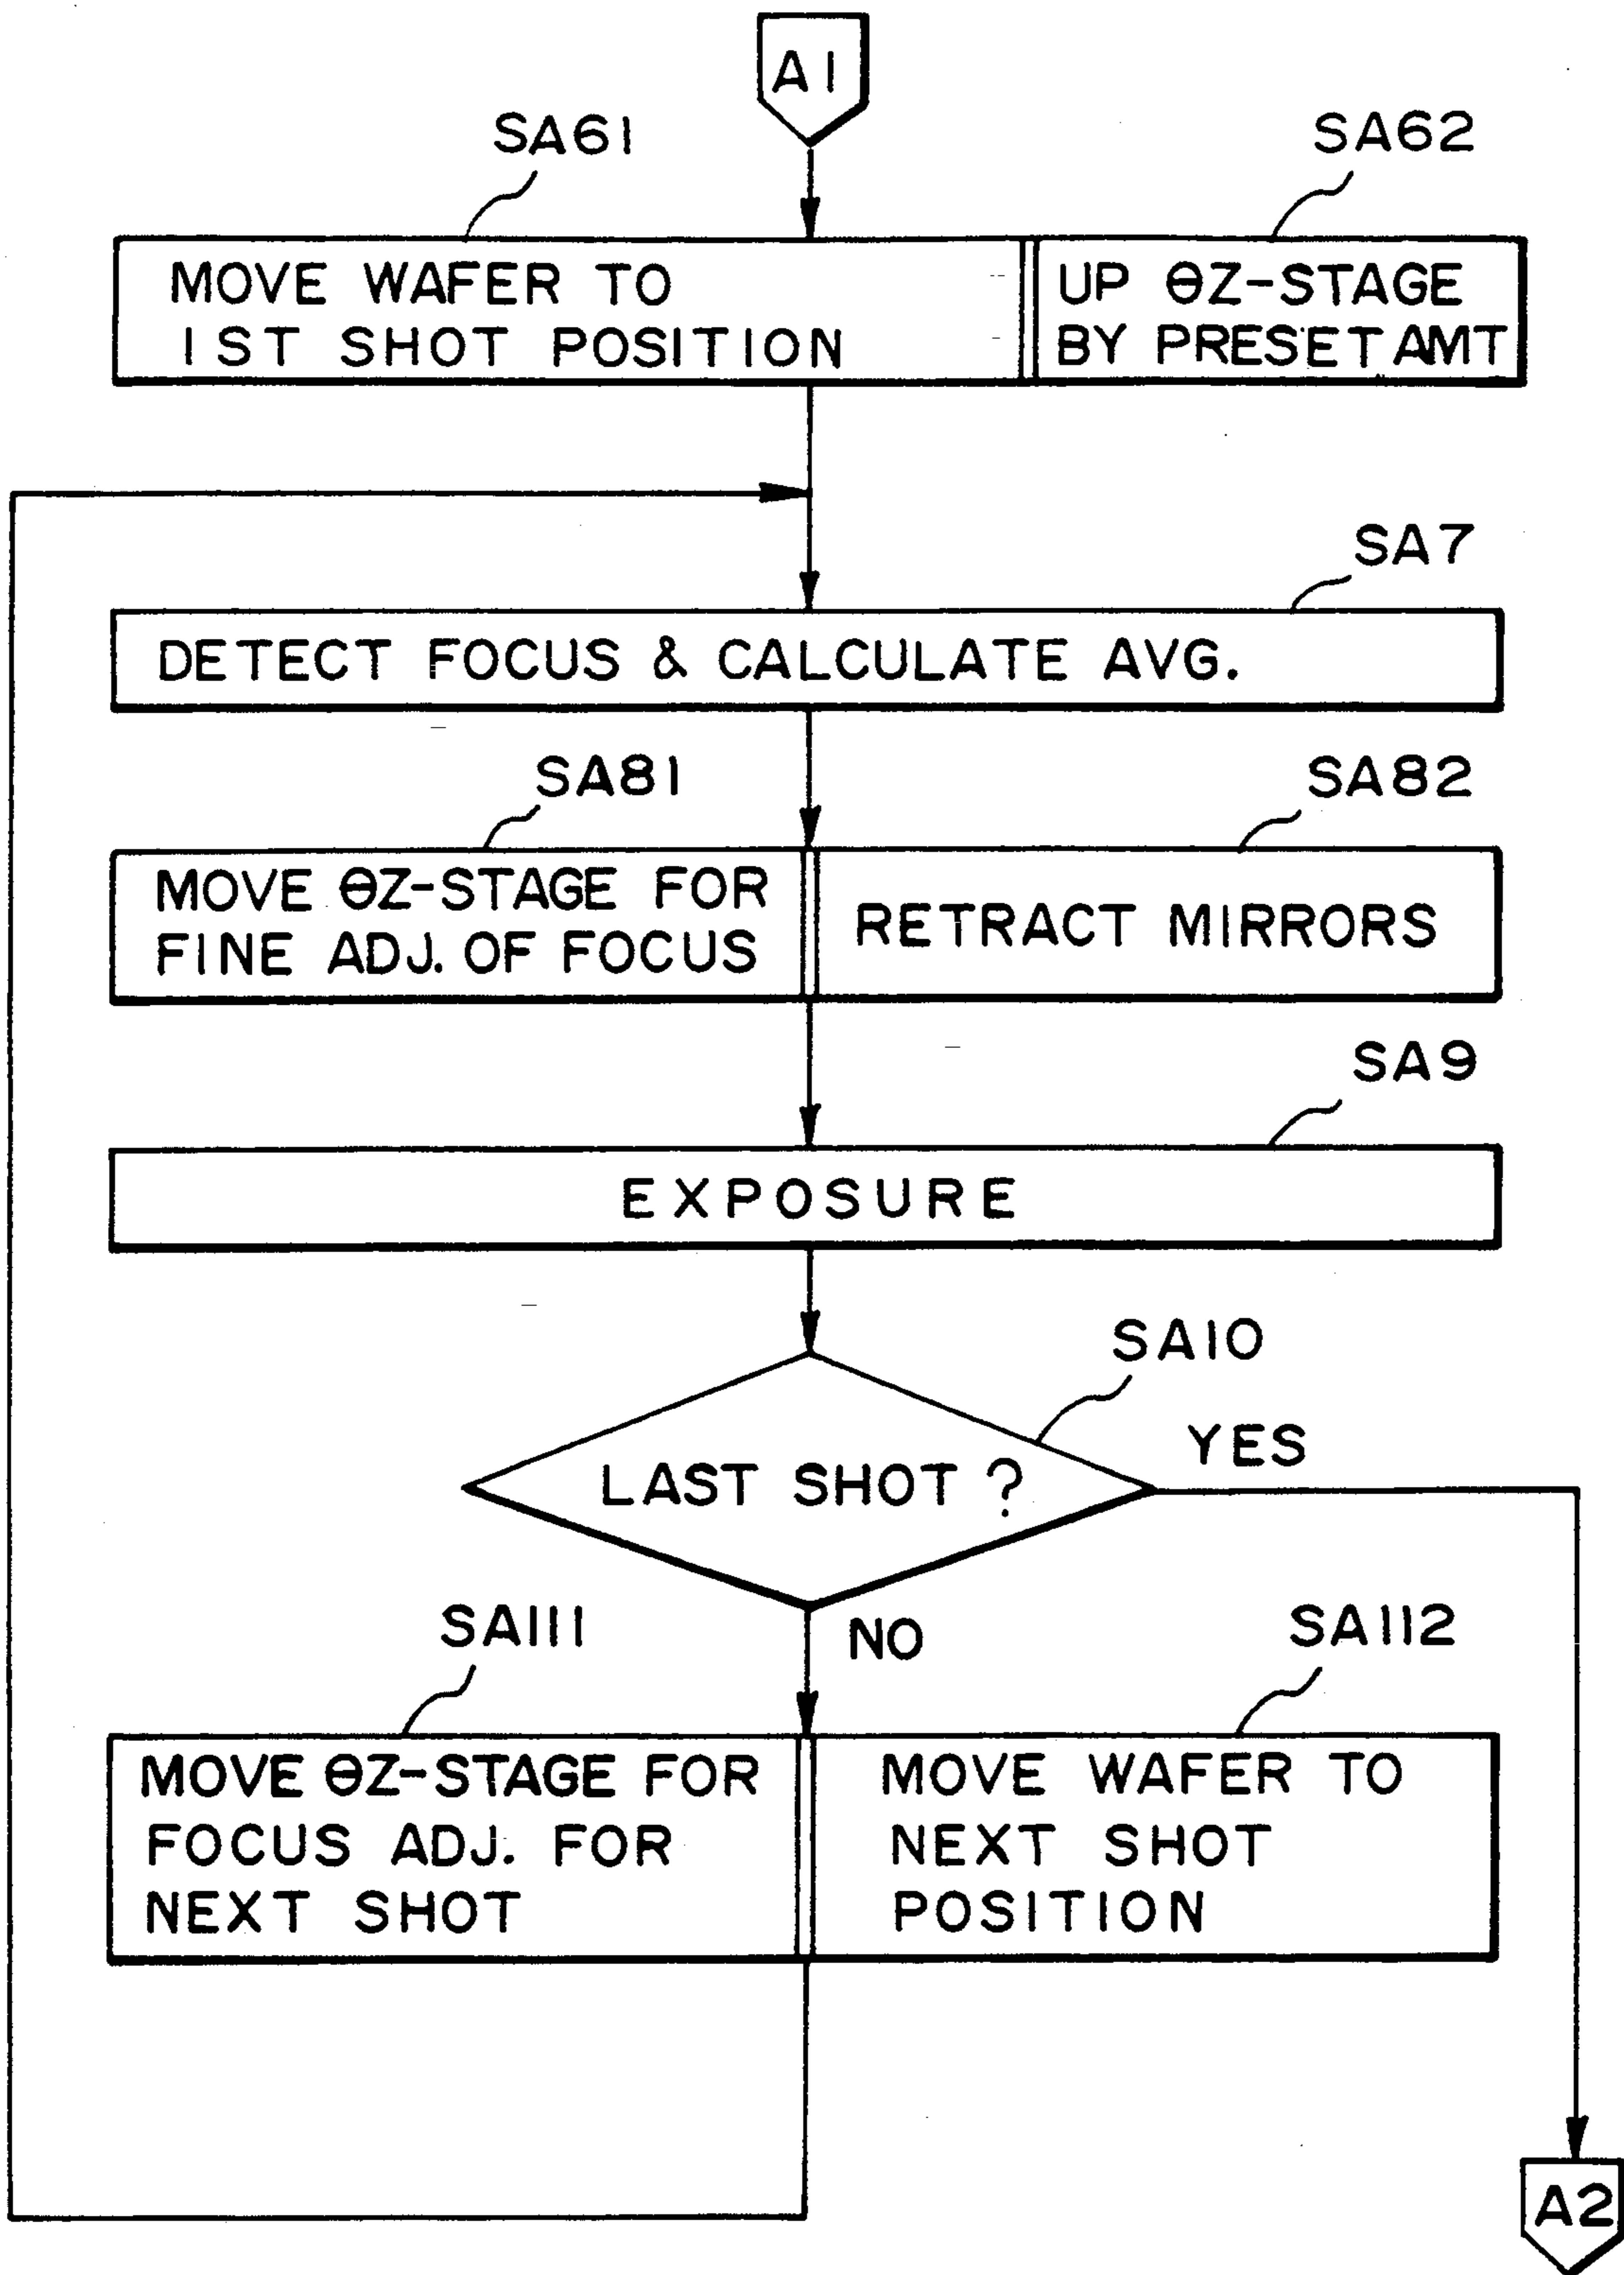 A1
SA61
SA62
MOVE WAFER TO
1ST SHOT POSITION
UP θZ-STAGE
BY PRESET AMT
SA7
DETECT FOCUS & CALCULATE AVG.
SA81
SA82
MOVE θZ-STAGE FOR
FINE ADJ. OF FOCUS
RETRACT MIRRORS
SA9
EXPOSURE
SA10
YES
LAST SHOT ?
NO
SA111
SA112
MOVE θZ-STAGE FOR
FOCUS ADJ. FOR
NEXT SHOT
MOVE WAFER TO
NEXT SHOT
POSITION
A2